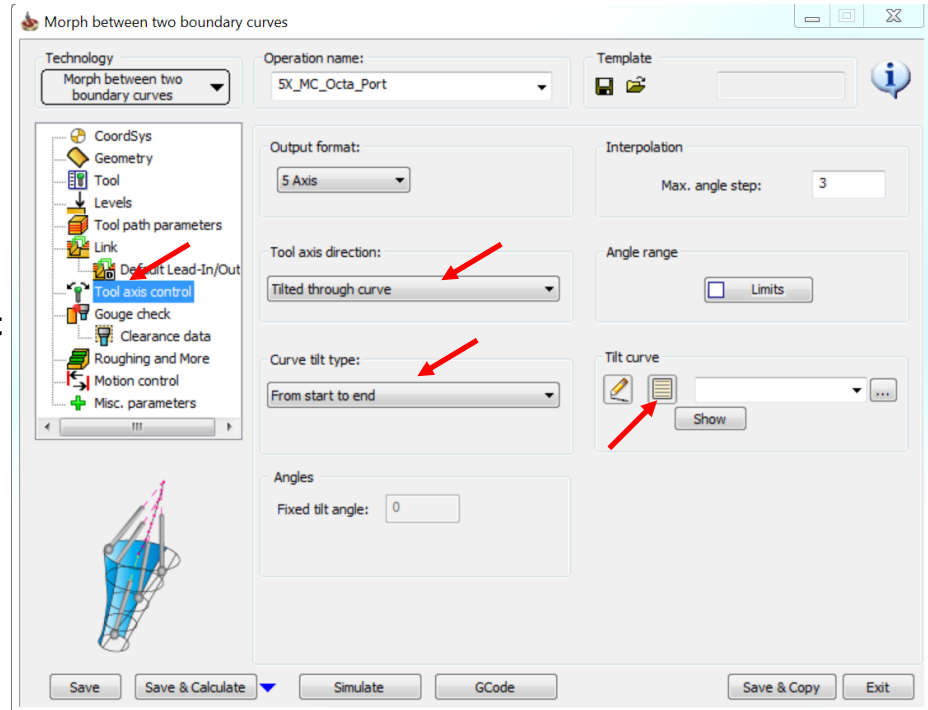 Morph between two boundary curves
Technology
Morph between two
boundary curves
Operation name:
5X_MC_Octa_Port
Template
CoordSys
Geometry
Tool
Levels
Tool path parameters
Link
Default Lead-In/Out
Tool axis control
Gouge check
Clearance data
Roughing and More
Motion control
Misc. parameters
Output format:
5 Axis
Interpolation
Max. angle step:
3
Tool axis direction:
Tilted through curve
Angle range
Limits
Curve tilt type:
From start to end
Tilt curve
...
Show
Angles
Fixed tilt angle:
0
Save
Save & Calculate
Simulate
GCode
Save & Copy
Exit